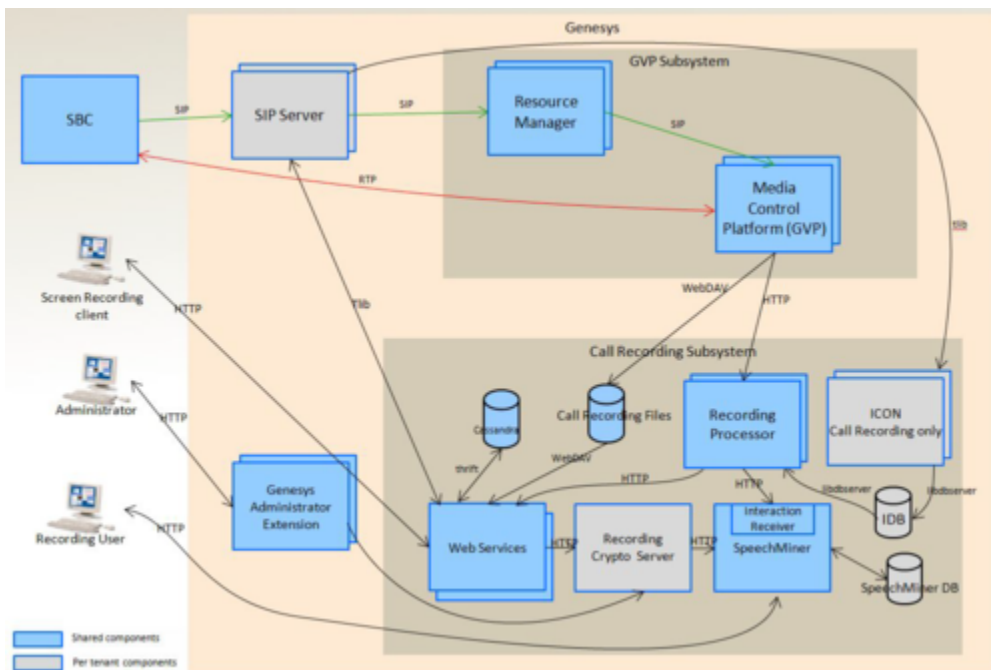 Genesys
GVP Subsystem
SBC
SIP
SIP Server
SIP
Resource
Manager
SIP
RTP
Media
Control
Platform (GVP)
tlib
Screen Recording
client
HTTP
Tlib
WebDAV
HTTP
Call Recording Subsystem
Administrator
HTTP
Cassandra
Call Recording Files
Recording
Processor
ICON
Call Recording only
thrift
WebDAV
HTTP
HTTP
libdbserver
libdbserver
Genesys
Administrator
Extension
Recording User
HTTP
Web Services
HTTP
Recording
Crypto Server
HTTP
Interaction
Receiver
SpeechMiner
IDB
SpeechMiner DB
Shared components
Per tenant components